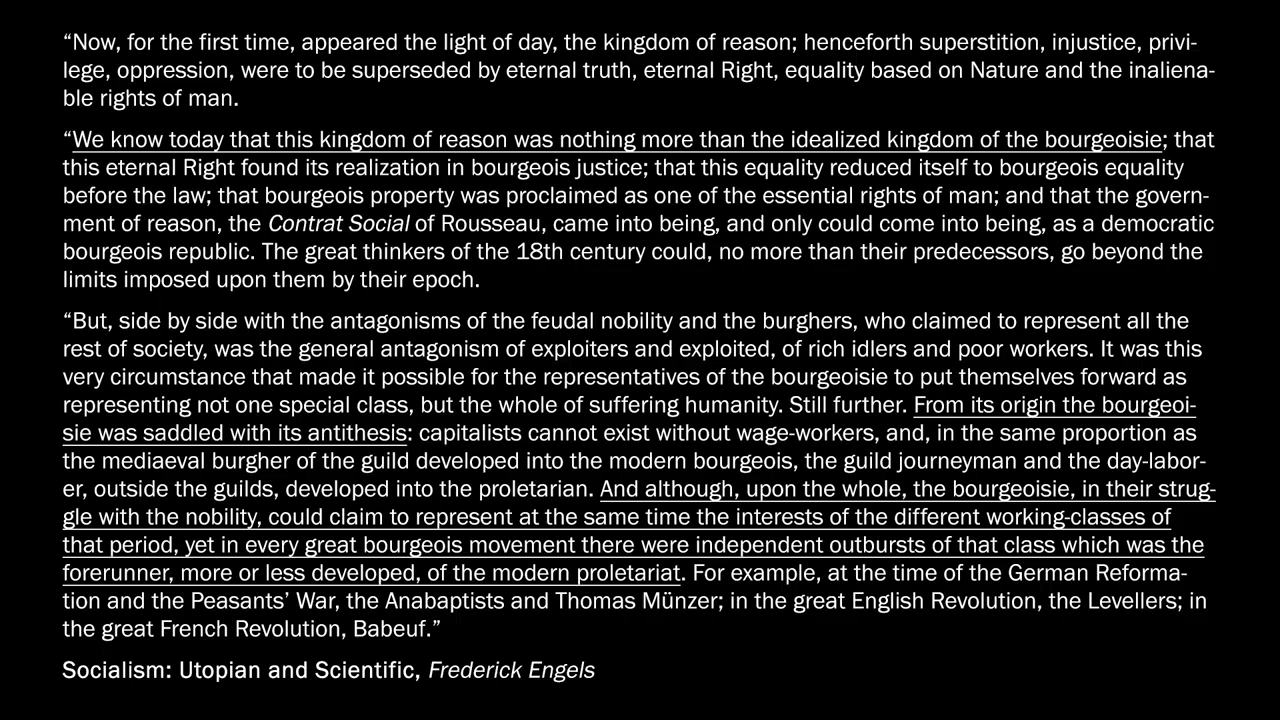 “Now, for the first time, appeared the light of day, the kingdom of reason; henceforth superstition, injustice, privi-
lege, oppression, were to be superseded by eternal truth, eternal Right, equality based on Nature and the inaliena-
ble rights of man.
“We know today that this kingdom of reason was nothing more than the idealized kingdom of the bourgeoisie; that
this eternal Right found its realization in bourgeois justice; that this equality reduced itself to bourgeois equality
before the law; that bourgeois property was proclaimed as one of the essential rights of man; and that the govern-
ment of reason, the Contrat Social of Rousseau, came into being, and only could come into being, as a democratic
bourgeois republic. The great thinkers of the 18th century could, no more than their predecessors, go beyond the
limits imposed upon them by their epoch.
“But, side by side with the antagonisms of the feudal nobility and the burghers, who claimed to represent all the
rest of society, was the general antagonism of exploiters and exploited, of rich idlers and poor workers. It was this
very circumstance that made it possible for the representatives of the bourgeoisie to put themselves forward as
representing not one special class, but the whole of suffering humanity. Still further. From its origin the bourgeoi-
sie was saddled with its antithesis: capitalists cannot exist without wage-workers, and, in the same proportion as
the mediaeval burgher of the guild developed into the modern bourgeois, the guild journeyman and the day-labor-
er, outside the guilds, developed into the proletarian. And although, upon the whole, the bourgeoisie, in their strug-
gle with the nobility, could claim to represent at the same time the interests of the different working-classes of
that period, yet in every great bourgeois movement there were independent outbursts of that class which was the
forerunner, more or less developed, of the modern proletariat. For example, at the time of the German Reforma-
tion and the Peasants’ War, the Anabaptists and Thomas Münzer; in the great English Revolution, the Levellers; in
the great French Revolution, Babeuf.”
Socialism: Utopian and Scientific, Frederick Engels